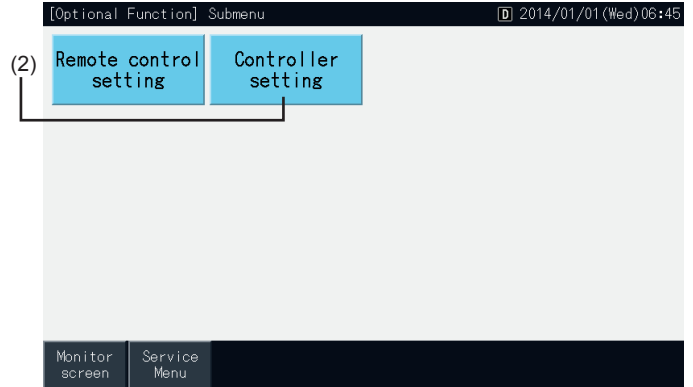 [Optional Function] Submenu D 2014/01/01(Wed)06:45
(2)
Remote control
setting
Controller
setting
Monitor
screen
Service
Menu